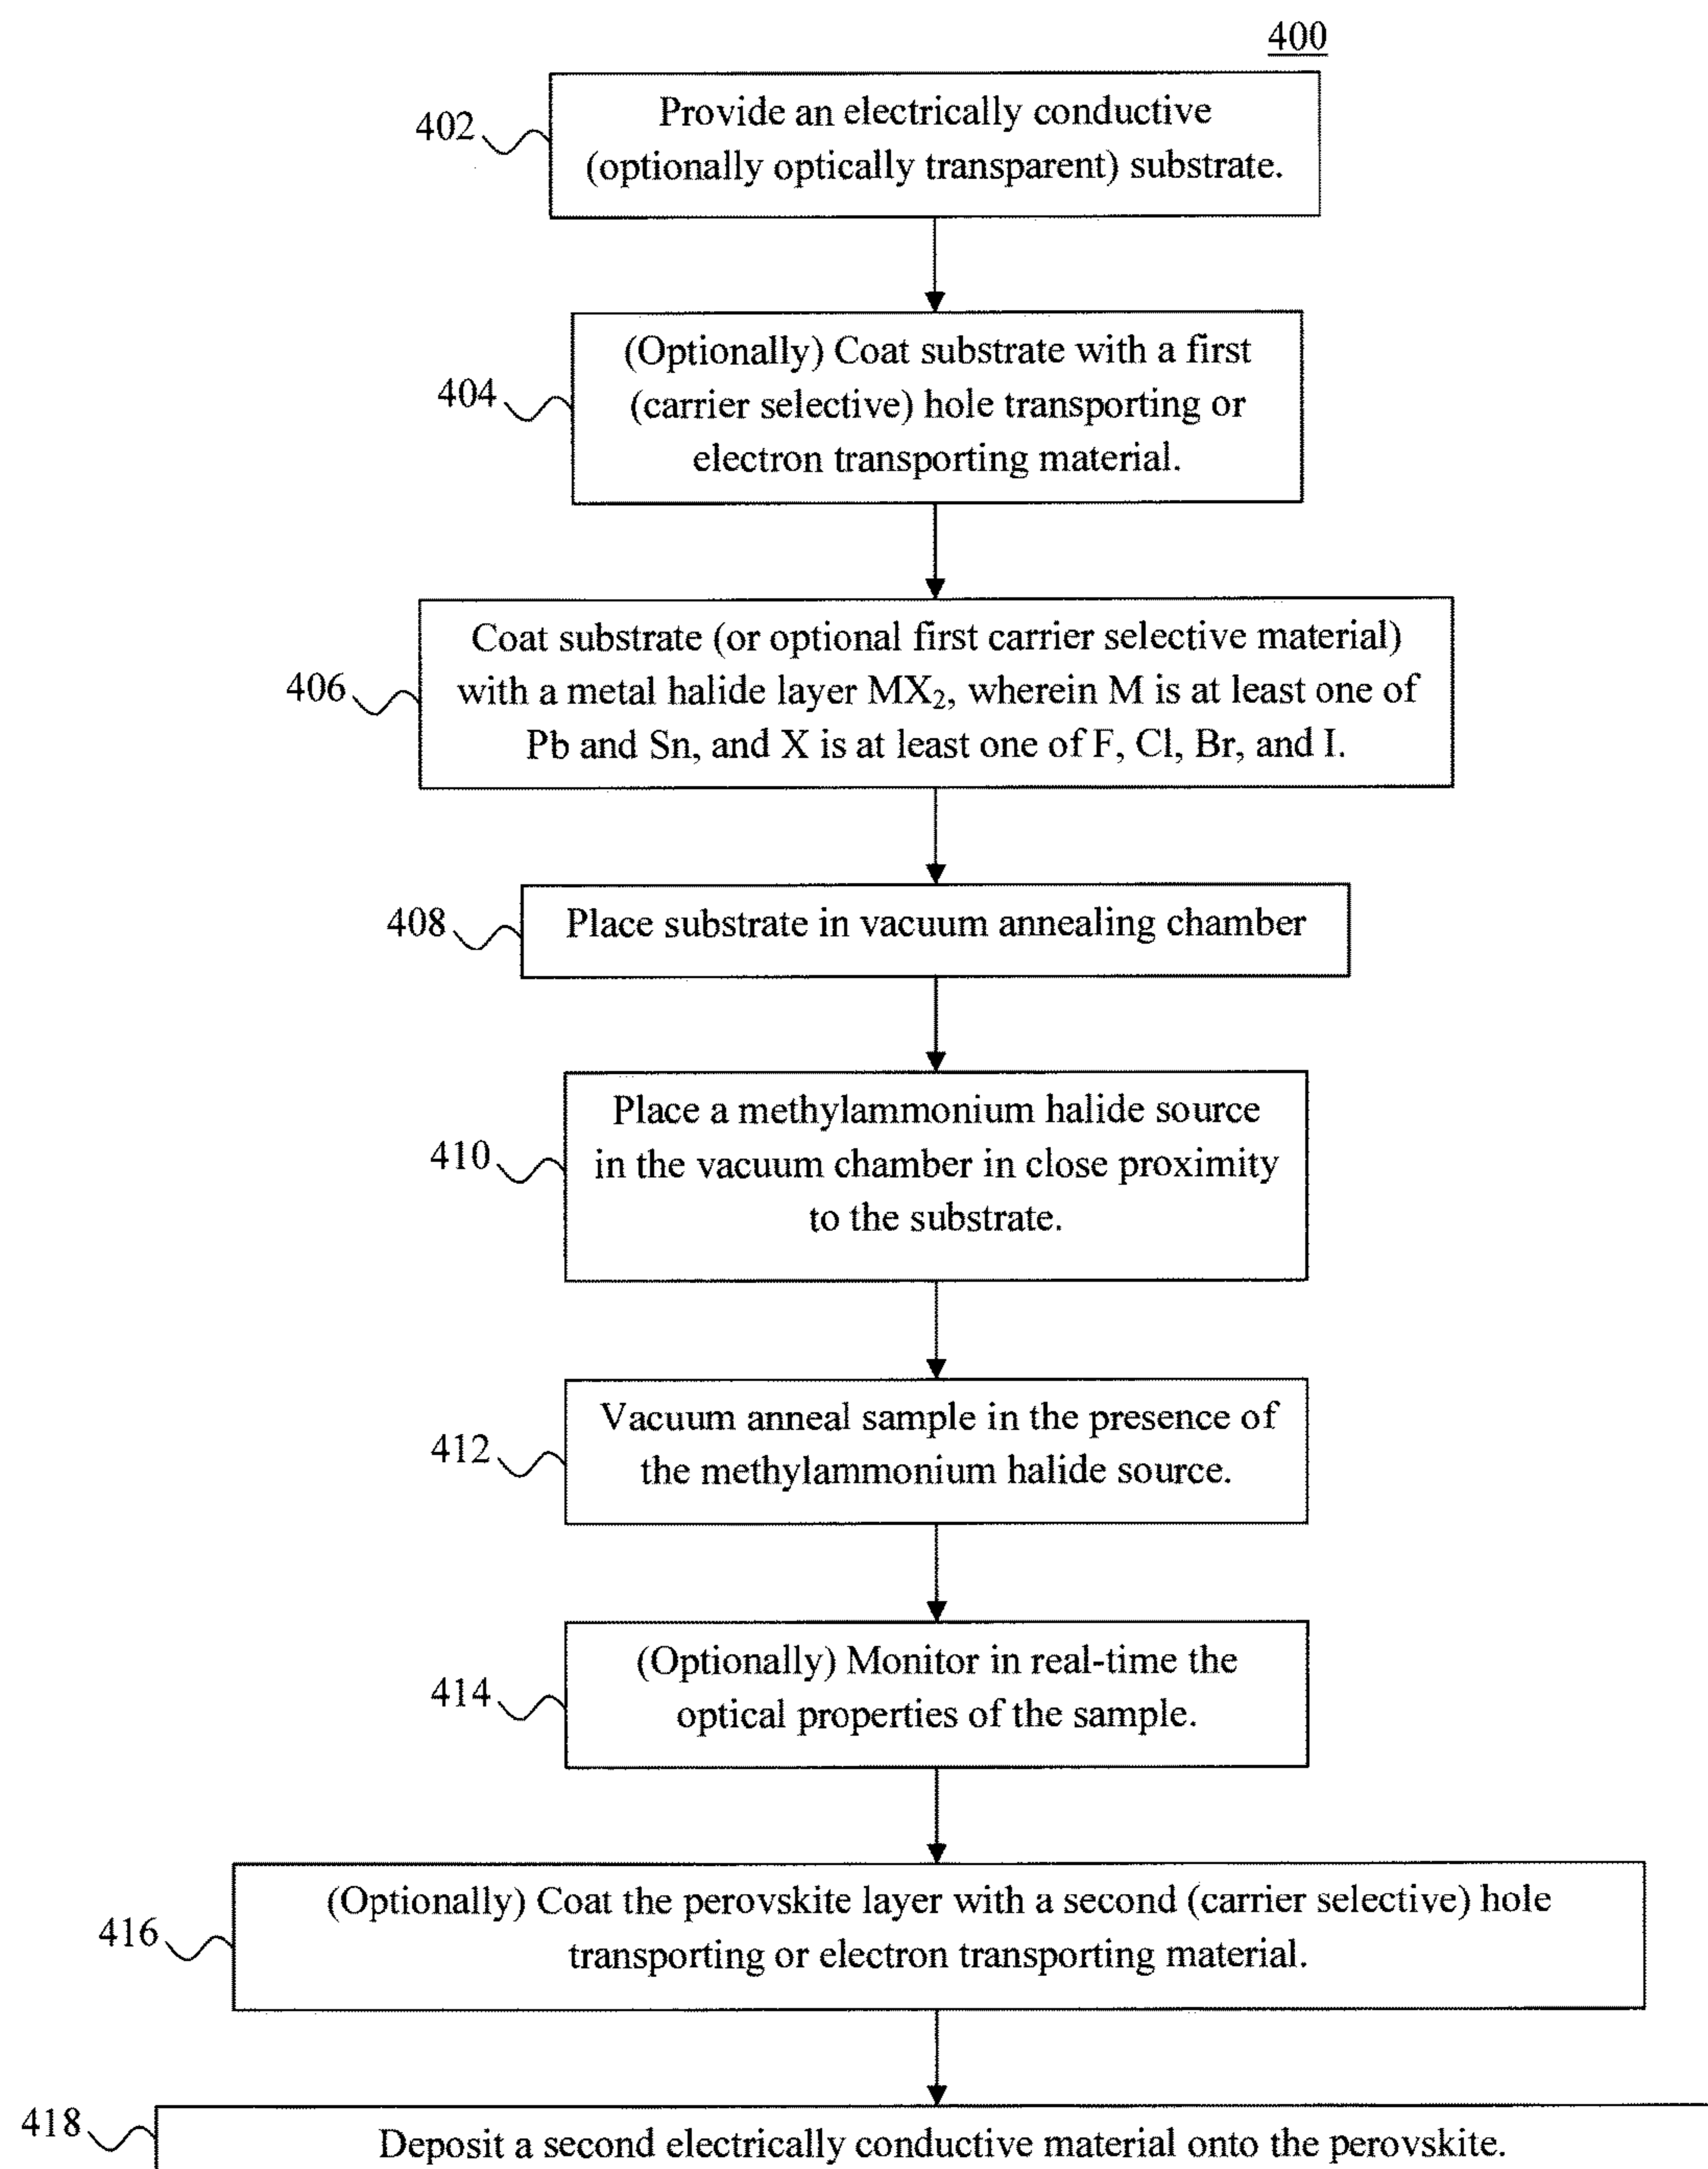 400
402
Provide an electrically conductive
(optionally optically transparent) substrate.
404
(Optionally) Coat substrate with a first
(carrier selective) hole transporting or
electron transporting material.
406
Coat substrate (or optional first carrier selective material)
with a metal halide layer MX₂, wherein M is at least one of
Pb and Sn, and X is at least one of F, Cl, Br, and I.
408
Place substrate in vacuum annealing chamber
410
Place a methylammonium halide source
in the vacuum chamber in close proximity
to the substrate.
412
Vacuum anneal sample in the presence of
the methylammonium halide source.
414
(Optionally) Monitor in real-time the
optical properties of the sample.
416
(Optionally) Coat the perovskite layer with a second (carrier selective) hole
transporting or electron transporting material.
418
Deposit a second electrically conductive material onto the perovskite.